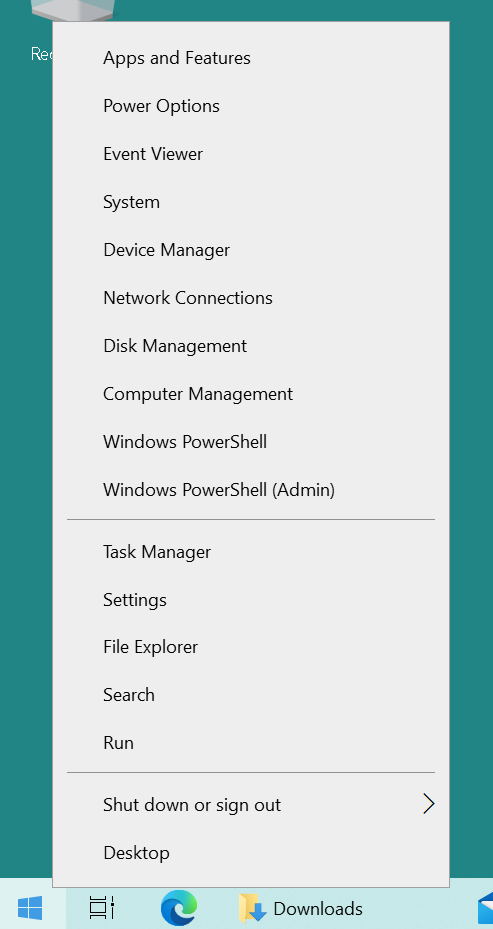 Apps and Features
Power Options
Event Viewer
System
Device Manager
Network Connections
Disk Management
Computer Management
Windows PowerShell
Windows PowerShell (Admin)
Task Manager
Settings
File Explorer
Search
Run
Shut down or sign out
Desktop
Downloads